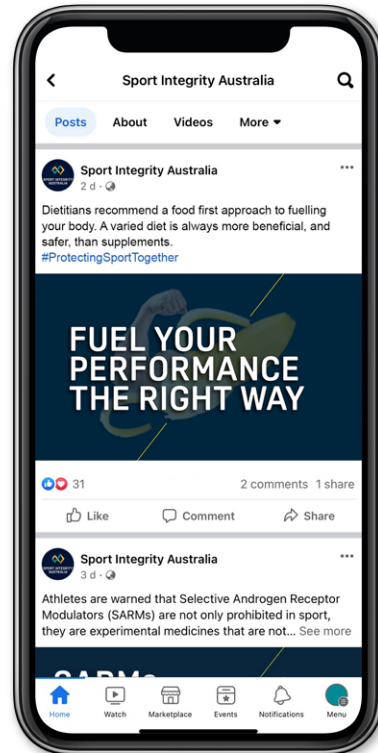 Sport Integrity Australia
Posts About Videos More
Sport Integrity Australia
2 d ·
Dietitians recommend a food first approach to fuelling
your body. A varied diet is always more beneficial, and
safer, than supplements.
#ProtectingSportTogether
FUEL YOUR
PERFORMANCE
THE RIGHT WAY
31 2 comments 1 share
Like Comment Share
Sport Integrity Australia
3 d ·
Athletes are warned that Selective Androgen Receptor
Modulators (SARMs) are not only prohibited in sport,
they are experimental medicines that are not... See more
SARMs
Home Watch Marketplace Events Notifications Menu